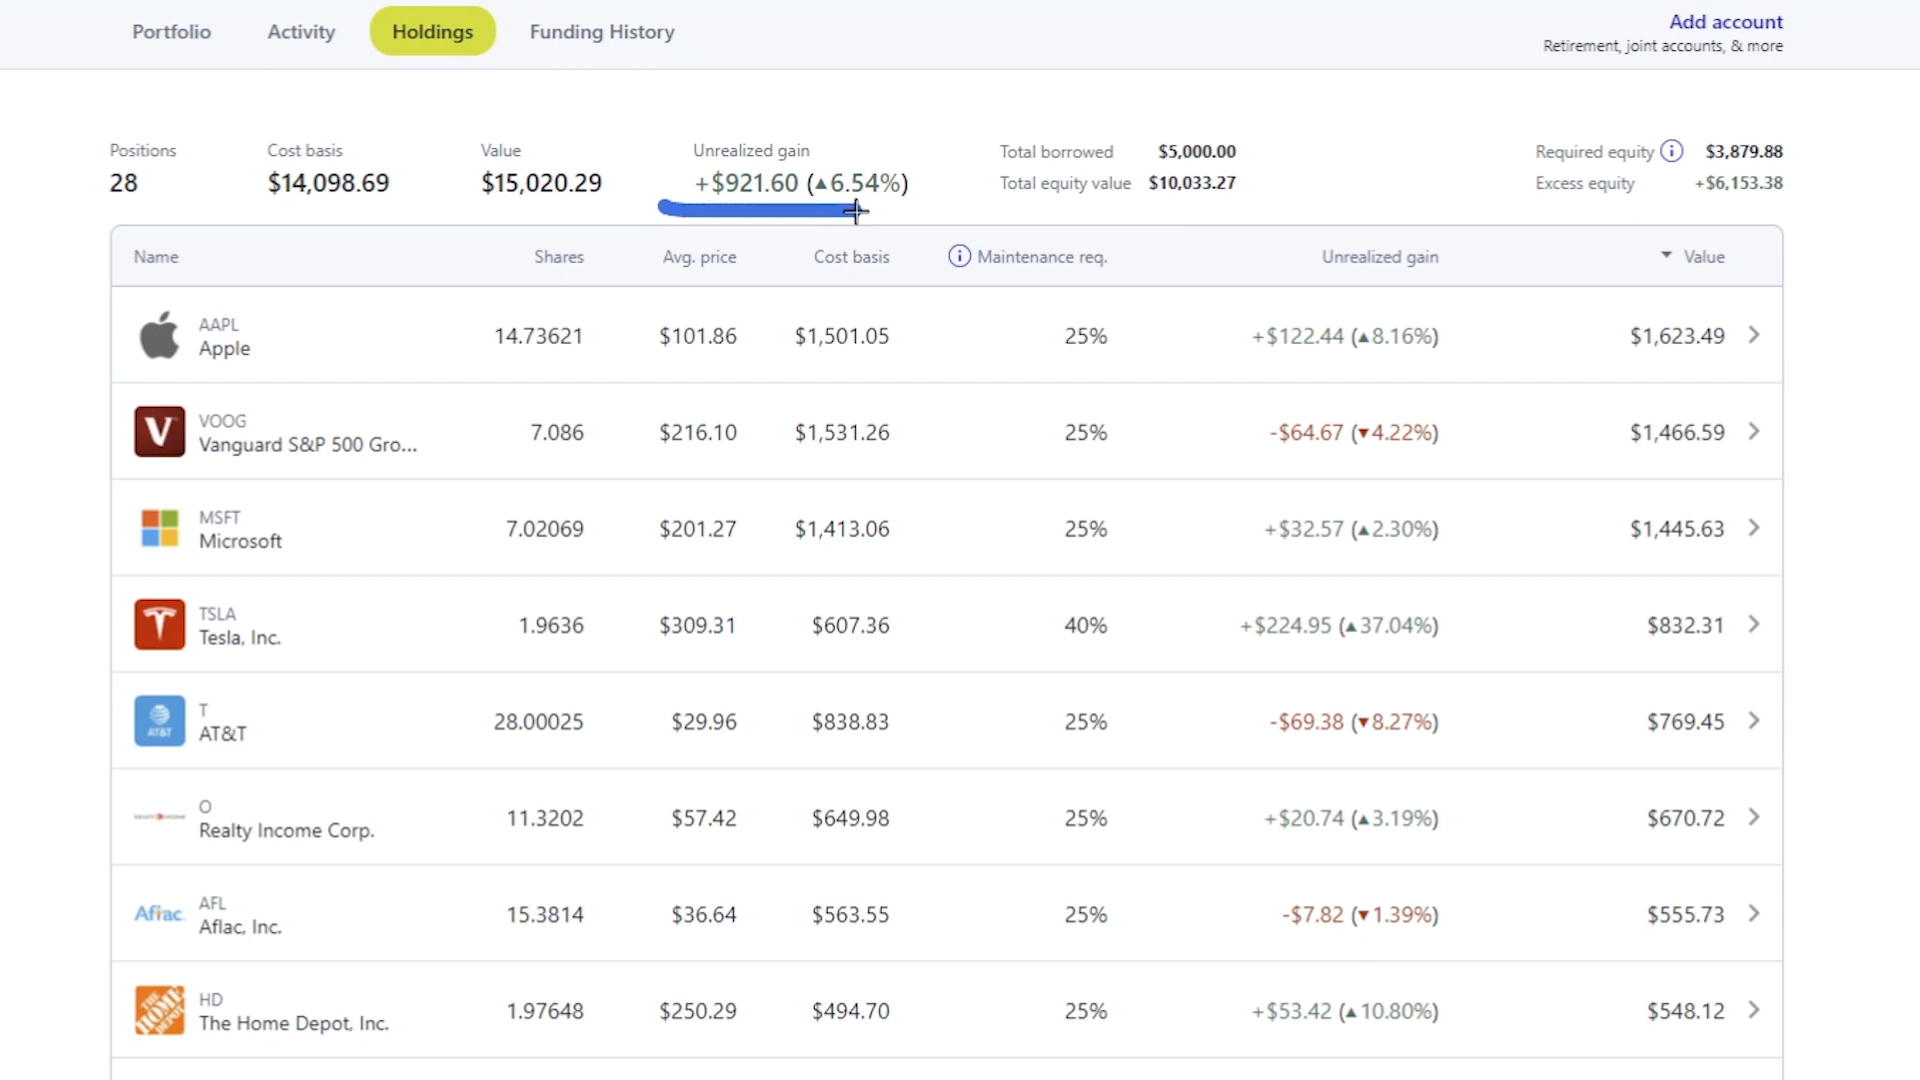 Portfolio Activity Holdings Funding History Add account
Retirement, joint accounts, & more
Positions Cost basis Value Unrealized gain Total borrowed $5,000.00 Required equity $3,879.88
28 $14,098.69 $15,020.29 +$921.60 (▲6.54%) Total equity value $10,033.27 Excess equity +$6,153.38
Name Shares Avg. price Cost basis Maintenance req. Unrealized gain Value
AAPL
Apple 14.73621 $101.86 $1,501.05 25% +$122.44 (▲8.16%) $1,623.49
V VOOG
Vanguard S&P 500 Gro... 7.086 $216.10 $1,531.26 25% -$64.67 (▼4.22%) $1,466.59
MSFT
Microsoft 7.02069 $201.27 $1,413.06 25% +$32.57 (▲2.30%) $1,445.63
TSLA
Tesla, Inc. 1.9636 $309.31 $607.36 40% +$224.95 (▲37.04%) $832.31
T
AT&T AT&T 28.00025 $29.96 $838.83 25% -$69.38 (▼8.27%) $769.45
O
Realty Income Corp. 11.3202 $57.42 $649.98 25% +$20.74 (▲3.19%) $670.72
Aflac AFL
Aflac, Inc. 15.3814 $36.64 $563.55 25% -$7.82 (▼1.39%) $555.73
THE HOME DEPOT HD
The Home Depot, Inc. 1.97648 $250.29 $494.70 25% +$53.42 (▲10.80%) $548.12